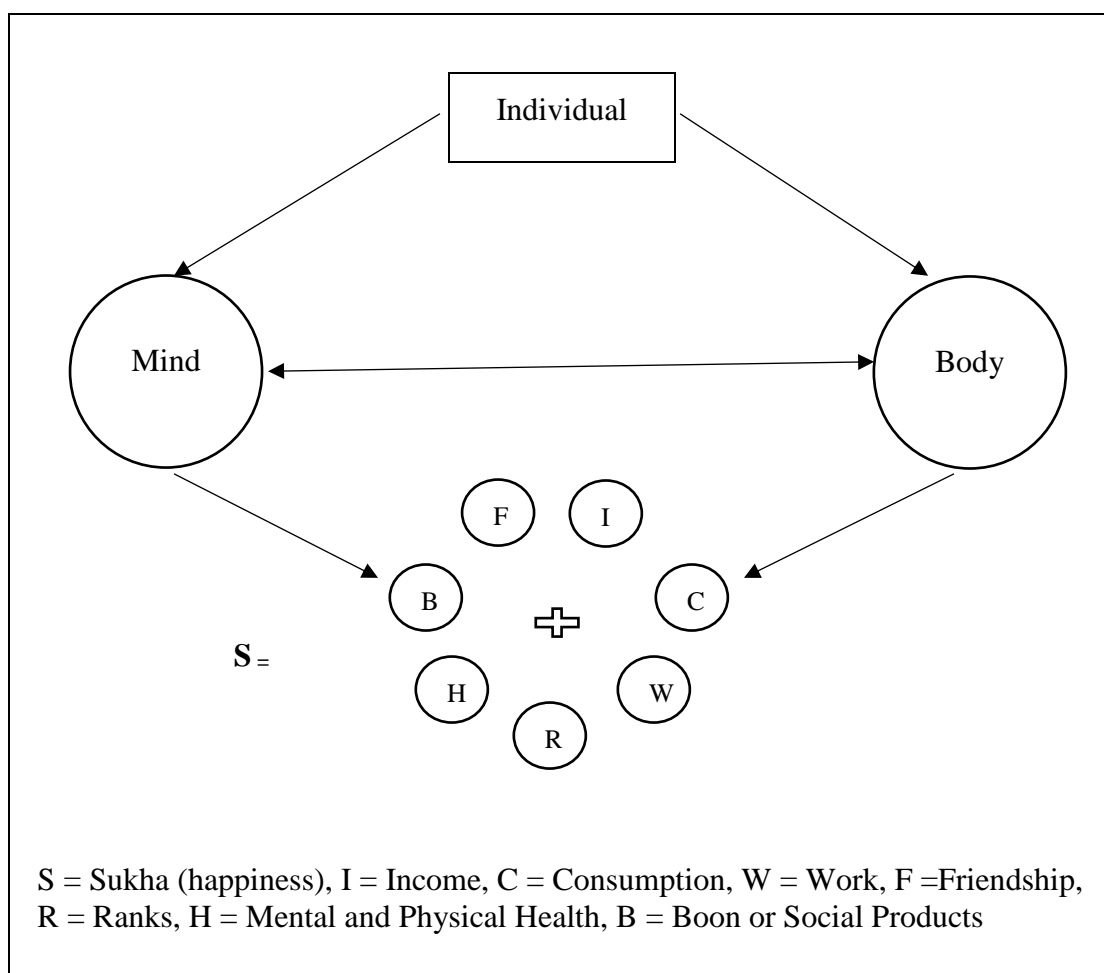 Individual
Mind
Body
F
I
B
C
S =
H
W
R
S = Sukha (happiness), I = Income, C = Consumption, W = Work, F =Friendship,
R = Ranks, H = Mental and Physical Health, B = Boon or Social Products